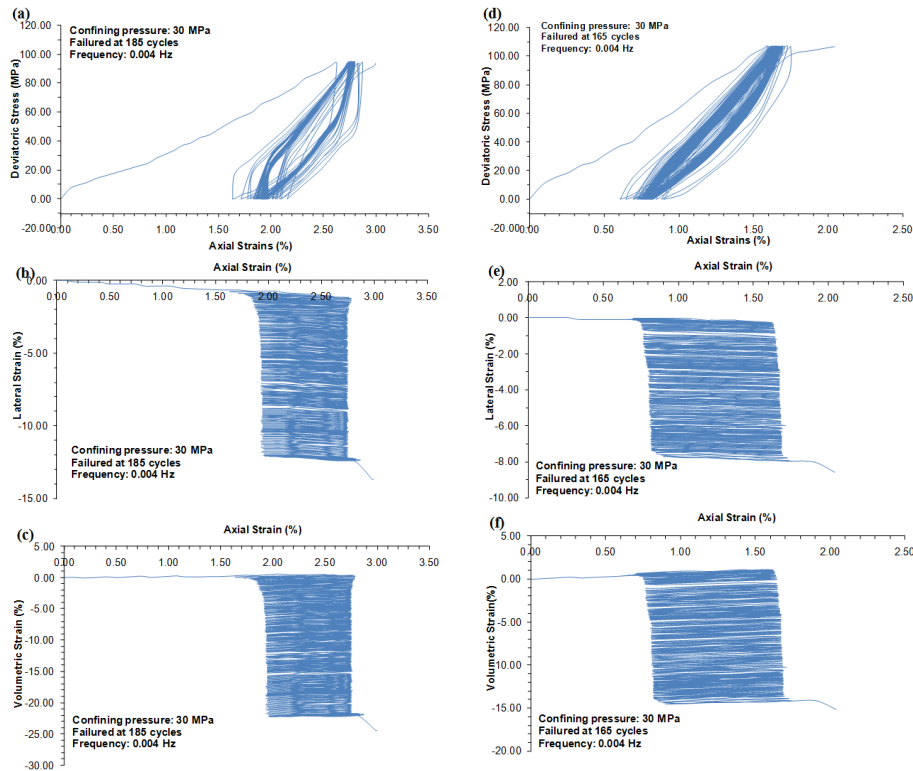 (a)
Confining pressure: 30 MPa
Failured at 185 cycles
Frequency: 0.004 Hz
120.00
100.00
80.00
60.00
40.00
20.00
0.00
-20.00
Deviatoric Stress (MPa)
0.00 0.50 1.00 1.50 2.00 2.50 3.00 3.50
Axial Strains (%)
(d)
Confining pressure: 30 MPa
Failured at 165 cycles
Frequency: 0.004 Hz
120.00
100.00
80.00
60.00
40.00
20.00
0.00
-20.00
Deviatoric Stress (MPa)
0.00 0.50 1.00 1.50 2.00 2.50
Axial Strains (%)
(b)
Axial Strain (%)
0.00 0.50 1.00 1.50 2.00 2.50 3.00 3.50
0.00
-5.00
-10.00
-15.00
Lateral Strain (%)
Confining pressure: 30 MPa
Failured at 185 cycles
Frequency: 0.004 Hz
(e)
Axial Strain (%)
0.00 0.50 1.00 1.50 2.00 2.50
2.00
0.00
-2.00
-4.00
-6.00
-8.00
-10.00
Lateral Strain (%)
Confining pressure: 30 MPa
Failured at 165 cycles
Frequency: 0.004 Hz
(c)
Axial Strain (%)
0.00 0.50 1.00 1.50 2.00 2.50 3.00 3.50
5.00
0.00
-5.00
-10.00
-15.00
-20.00
-25.00
-30.00
Volumetric Strain (%)
Confining pressure: 30 MPa
Failured at 185 cycles
Frequency: 0.004 Hz
(f)
Axial Strain (%)
0.00 0.50 1.00 1.50 2.00 2.50
5.00
0.00
-5.00
-10.00
-15.00
-20.00
Volumetric Strain(%)
Confining pressure: 30 MPa
Failured at 165 cycles
Frequency: 0.004 Hz